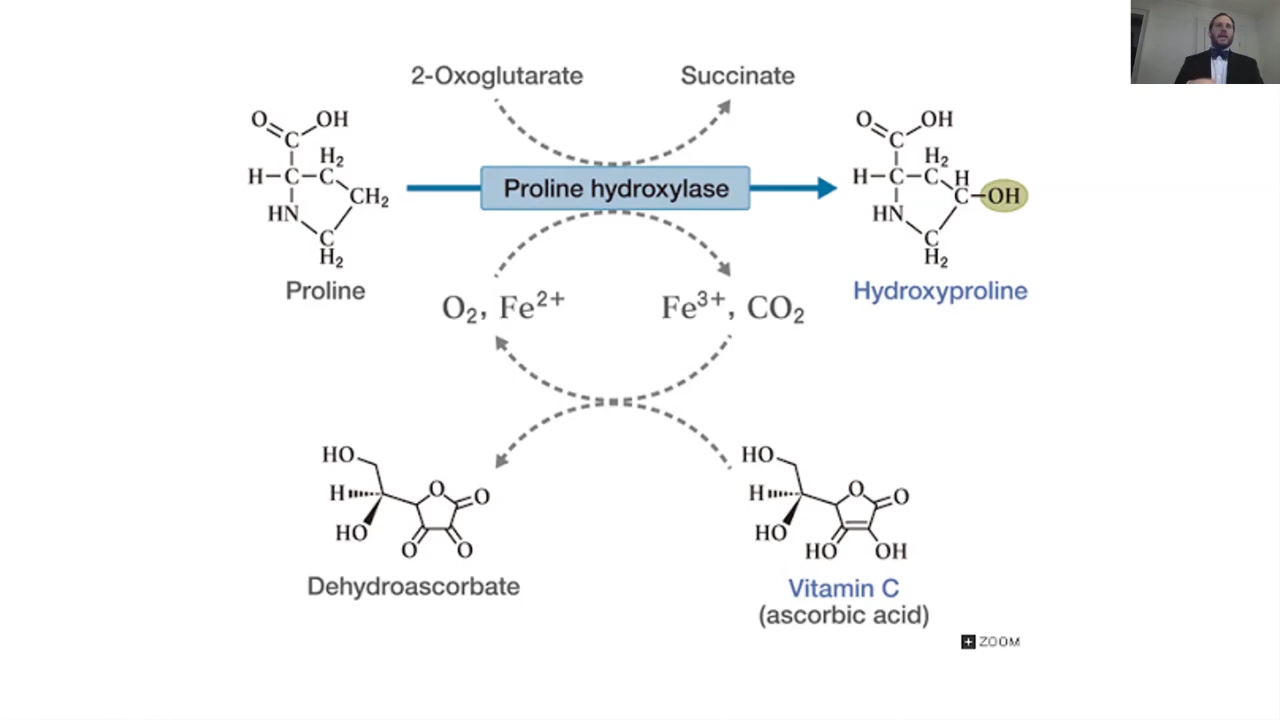 2-Oxoglutarate
Succinate
O
OH
C
H₂
H
C
C
CH₂
HN
C
H₂
Proline
Proline hydroxylase
O
OH
C
H₂
H
C
C
H
C
OH
HN
C
H₂
Hydroxyproline
O₂, Fe²⁺
Fe³⁺, CO₂
HO
H
O
O
HO
O
O
Dehydroascorbate
HO
H
O
O
HO
HO
OH
Vitamin C
(ascorbic acid)
+ ZOOM